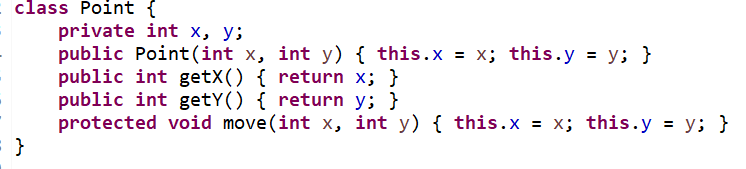 class Point {
    private int x, y;
    public Point(int x, int y) { this.x = x; this.y = y; }
    public int getX() { return x; }
    public int getY() { return y; }
    protected void move(int x, int y) { this.x = x; this.y = y; }
}